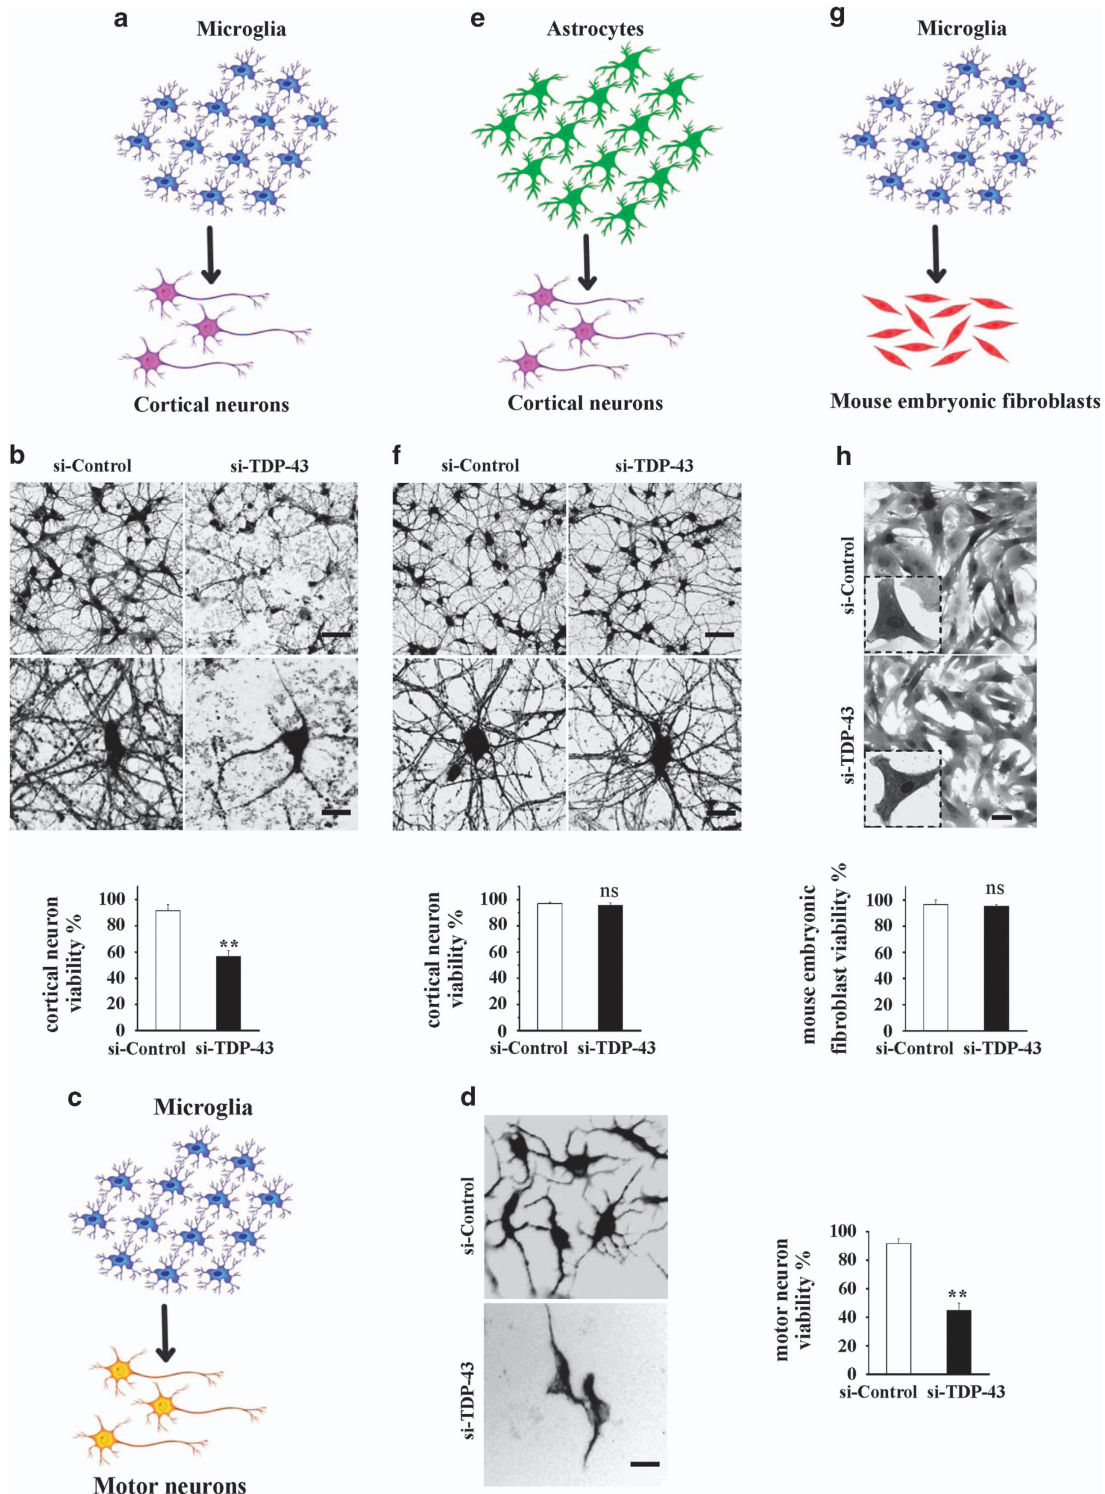 a
Microglia
Cortical neurons
e
Astrocytes
Cortical neurons
g
Microglia
Mouse embryonic fibroblasts
b
si-Control
si-TDP-43
cortical neuron
viability %
100
80
60
40
20
0
**
si-Control
si-TDP-43
f
si-Control
si-TDP-43
cortical neuron
viability %
100
80
60
40
20
0
ns
si-Control
si-TDP-43
h
si-Control
si-TDP-43
mouse embryonic
fibroblast viability %
100
80
60
40
20
0
ns
si-Control
si-TDP-43
c
Microglia
Motor neurons
d
si-Control
si-TDP-43
motor neuron
viability %
100
80
60
40
20
0
**
si-Control
si-TDP-43